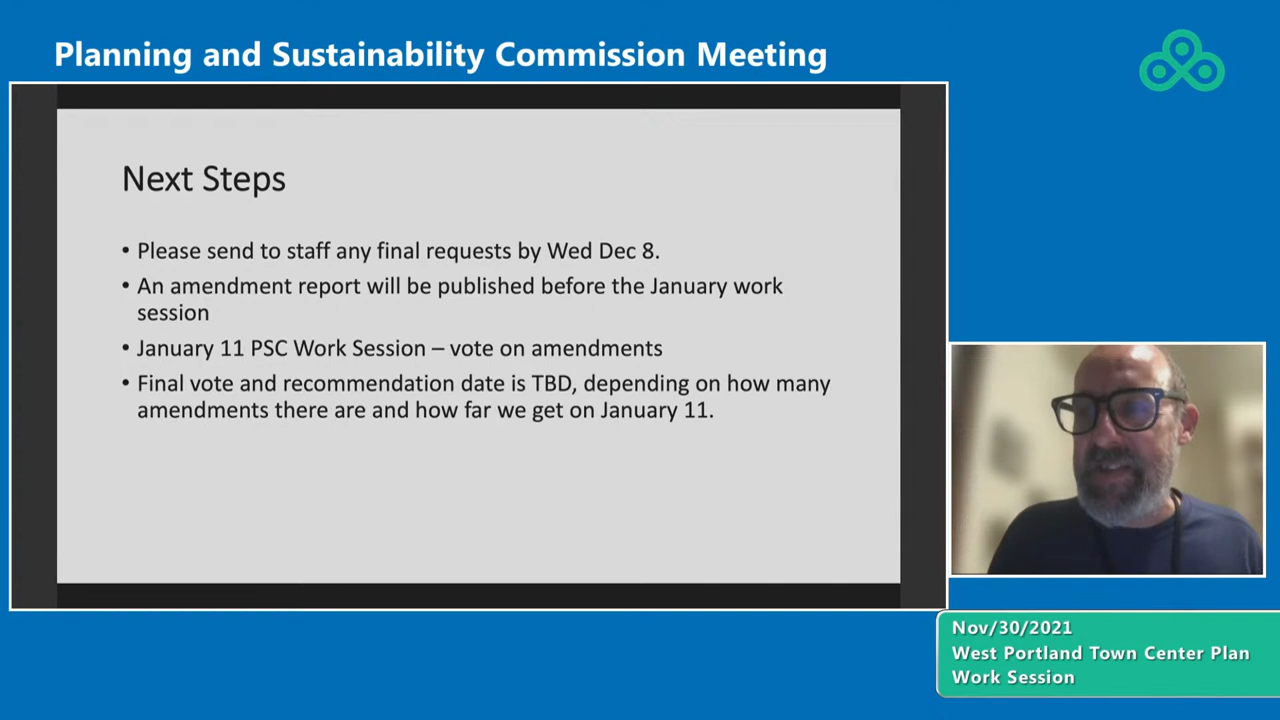 Planning and Sustainability Commission Meeting
Next Steps
• Please send to staff any final requests by Wed Dec 8.
• An amendment report will be published before the January work
session
• January 11 PSC Work Session – vote on amendments
• Final vote and recommendation date is TBD, depending on how many
amendments there are and how far we get on January 11.
Nov/30/2021
West Portland Town Center Plan
Work Session